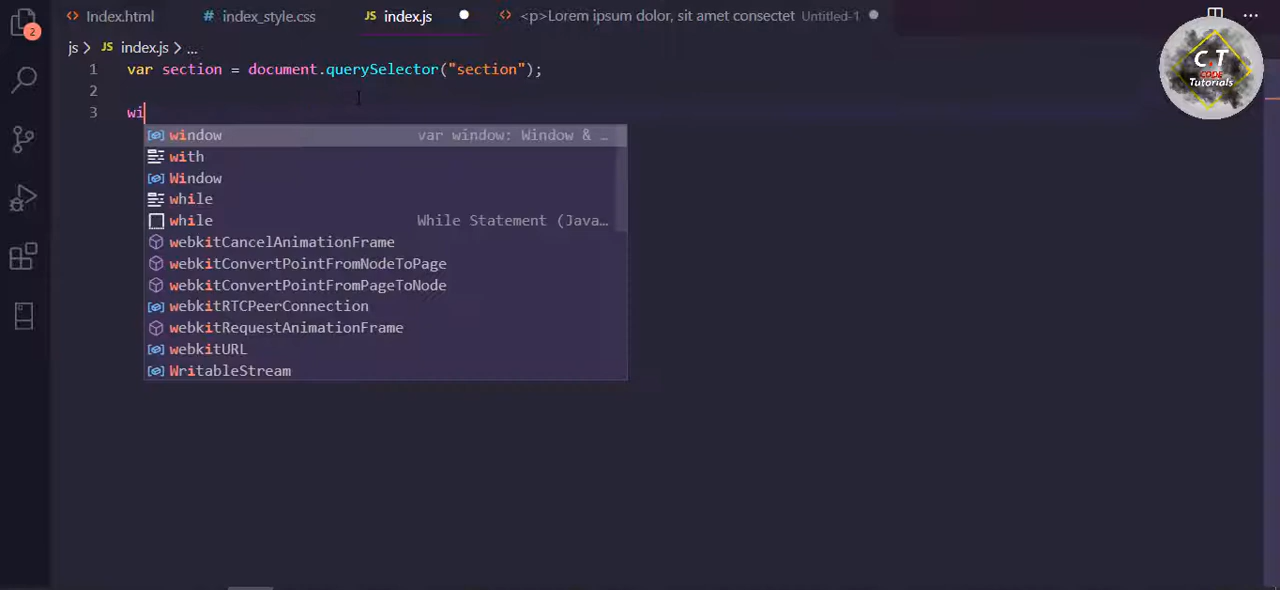 2
Index.html
# index_style.css
JS index.js
<p>Lorem ipsum dolor, sit amet consectet Untitled-1
js > JS index.js > ...
1 var section = document.querySelector("section");
2
3 wi
window var window: Window & …
with
Window
while
while While Statement (Java…
webkitCancelAnimationFrame
webkitConvertPointFromNodeToPage
webkitConvertPointFromPageToNode
webkitRTCPeerConnection
webkitRequestAnimationFrame
webkitURL
WritableStream
C.T
CODE
Tutorials